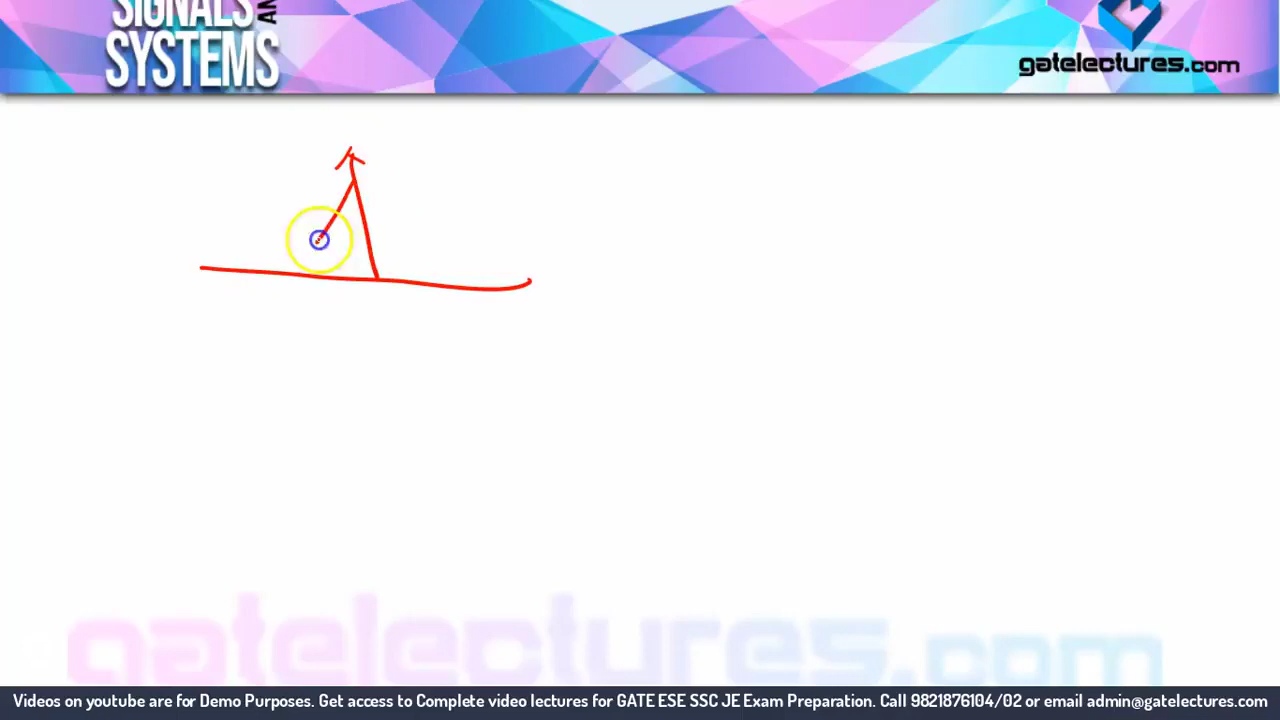 SIGNALS AND
SYSTEMS
gatelectures.com
gatelectures.com
Videos on youtube are for Demo Purposes. Get access to Complete video lectures for GATE ESE SSC JE Exam Preparation. Call 9821876104/02 or email admin@gatelectures.com